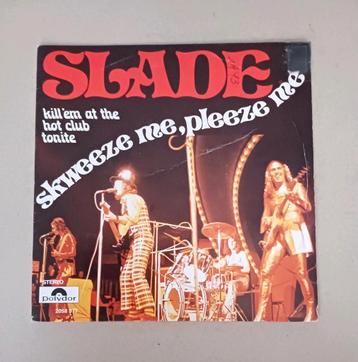 SLADE
kill'em at the
hot club
tonite
skweeze me, pleeze me
STEREO
Polydor